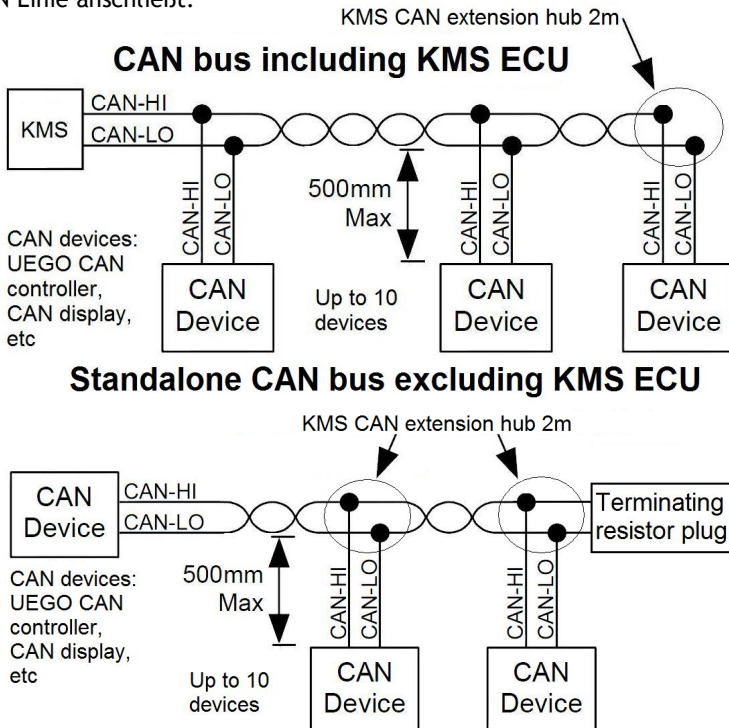 N Linie anschließt.
KMS CAN extension hub 2m
CAN bus including KMS ECU
KMS
CAN-HI
CAN-LO
CAN-HI
CAN-LO
500mm
Max
CAN-HI
CAN-LO
CAN-HI
CAN-LO
CAN devices:
UEGO CAN
controller,
CAN display,
etc
CAN
Device
Up to 10
devices
CAN
Device
CAN
Device
Standalone CAN bus excluding KMS ECU
KMS CAN extension hub 2m
CAN
Device
CAN-HI
CAN-LO
Terminating
resistor plug
CAN devices:
UEGO CAN
controller,
CAN display,
etc
500mm
Max
CAN-HI
CAN-LO
CAN-HI
CAN-LO
Up to 10
devices
CAN
Device
CAN
Device